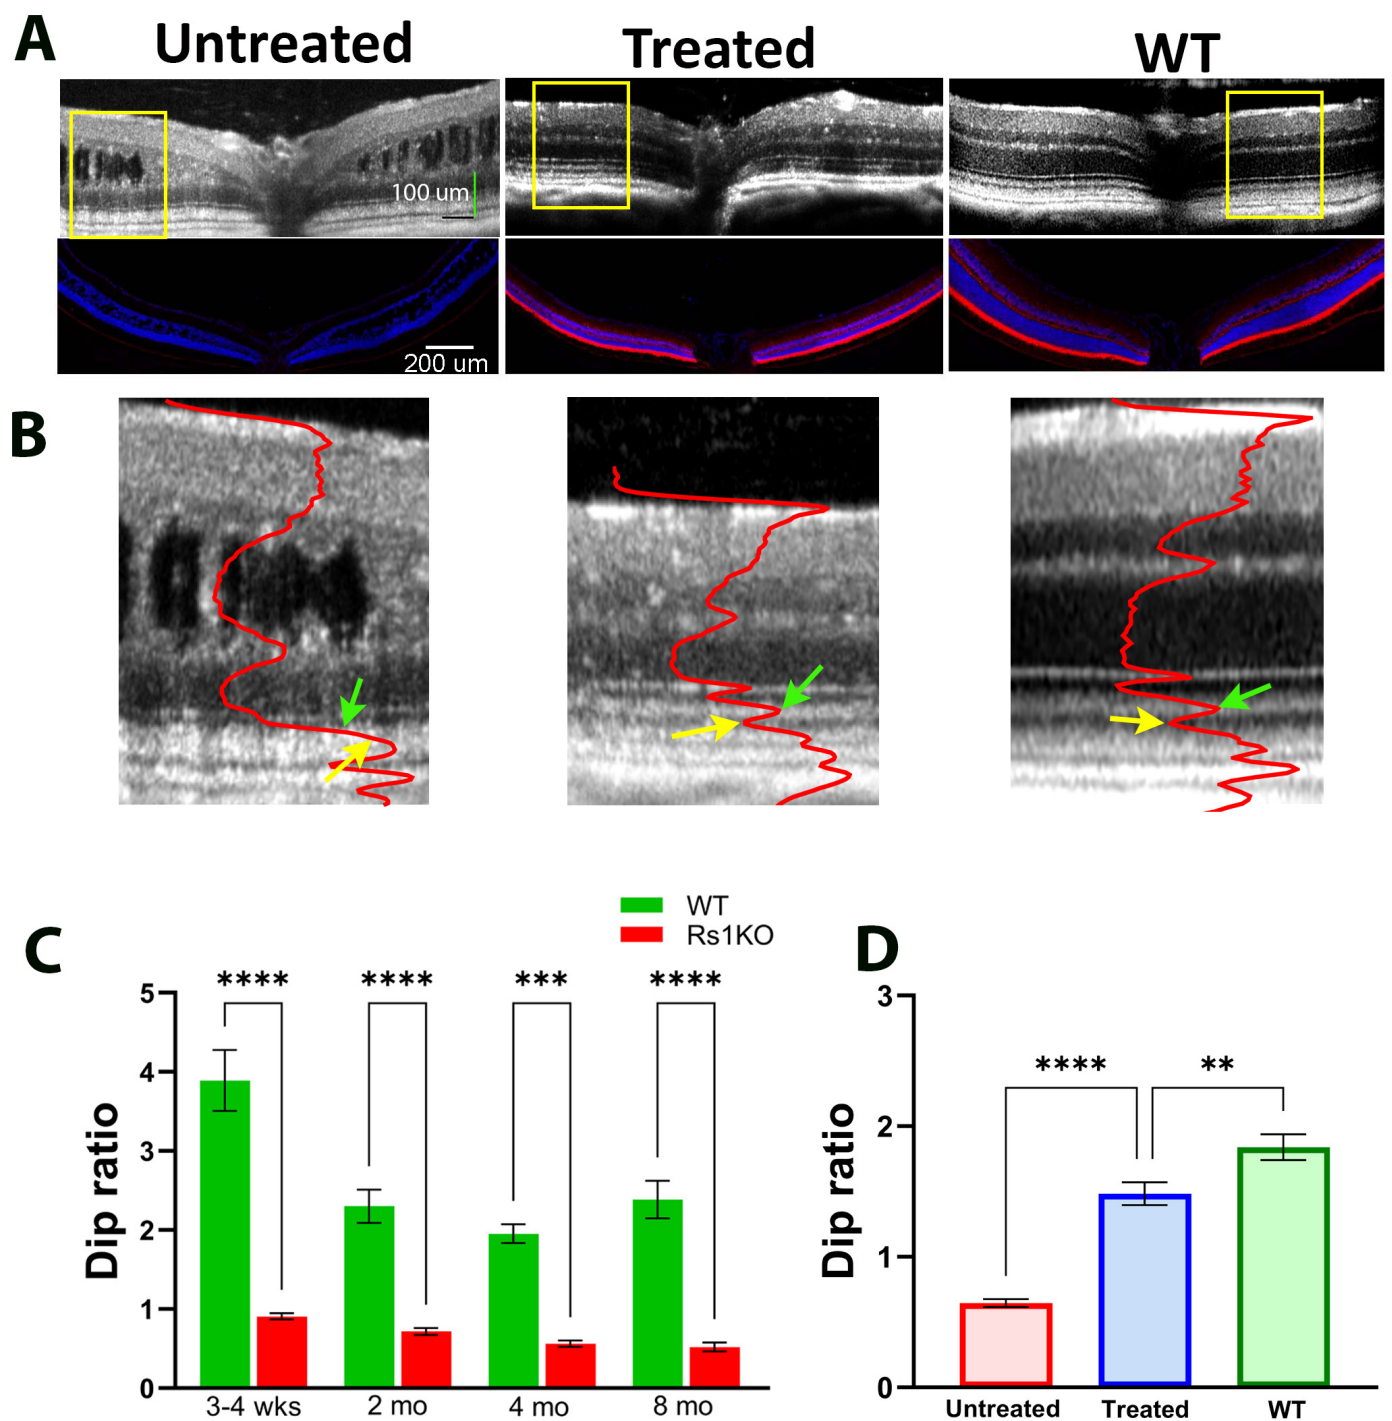 A
Untreated
Treated
WT
100 um
200 um
B
WT
Rs1KO
C
D
**** **** *** ****
5
4
3
2
1
0
Dip ratio
3-4 wks 2 mo 4 mo 8 mo
3
2
1
0
Dip ratio
**** **
Untreated Treated WT